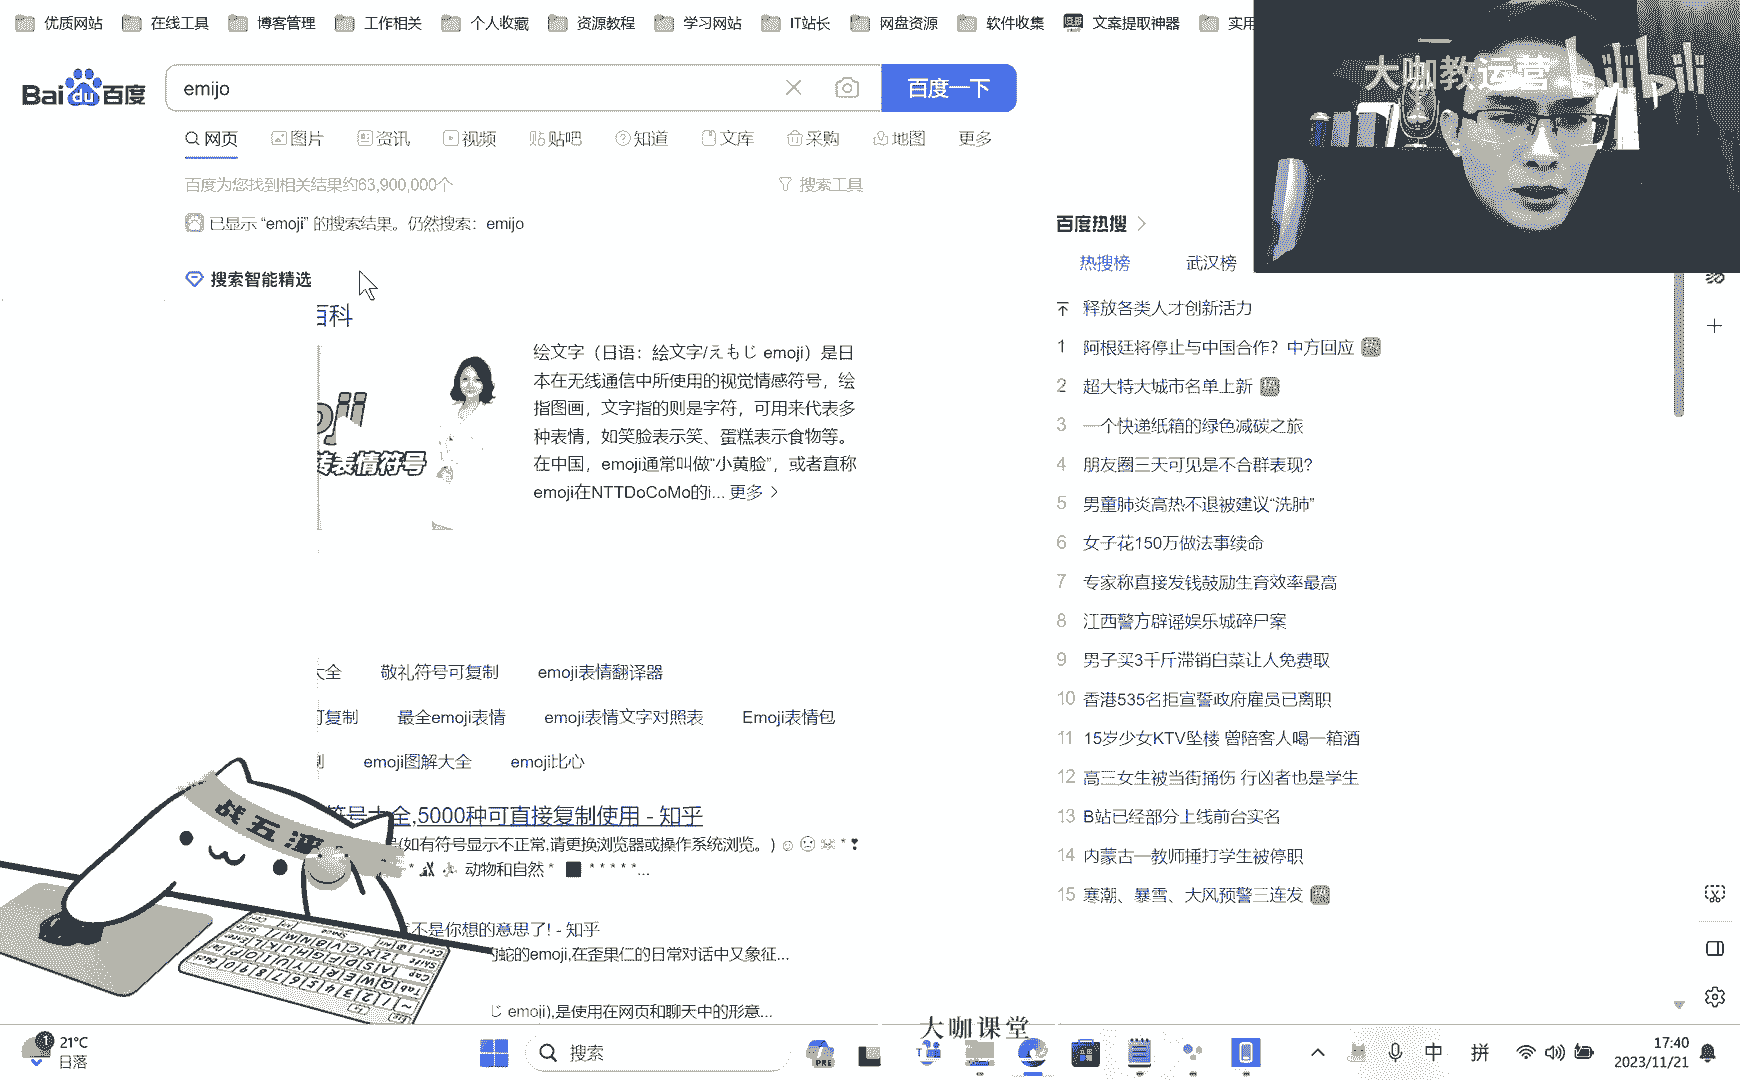 优质网站 在线工具 博客管理 工作相关 个人收藏 资源教程 学习网站 IT站长 网盘资源 软件收集 文案提取神器 实用
大咖教运营 bilibili
Bai du 百度 emijo 百度一下
网页 图片 资讯 视频 贴吧 知道 文库 采购 地图 更多
百度为您找到相关结果约63,900,000个 搜索工具
已显示 “emoji” 的搜索结果。仍然搜索：emijo
搜索智能精选
百科
绘文字（日语：绘文字/えもじ emoji）是日
本在无线通信中所使用的视觉情感符号，绘
指图画，文字指的则是字符，可用来代表多
种表情，如笑脸表示笑、蛋糕表示食物等。
在中国，emoji通常叫做“小黄脸”，或者直称
emoji在NTTDoCoMo的i... 更多 >
oji
转表情符号
大全 敬礼符号可复制 emoji表情翻译器
可复制 最全emoji表情 emoji表情文字对照表 Emoji表情包
emoji图解大全 emoji比心
符号大全,5000种可直接复制使用 - 知乎
(如有符号显示不正常,请更换浏览器或操作系统浏览。) ☺ ☹ ☠ * ❣
动物和自然 * ■ * * * * *...
不是你想的意思了! - 知乎
的蛇的emoji,在歪果仁的日常对话中又象征...
じ emoji),是使用在网页和聊天中的形意...
百度热搜 >
热搜榜 武汉榜
释放各类人才创新活力
1 阿根廷将停止与中国合作？中方回应 热
2 超大特大城市名单上新 热
3 一个快递纸箱的绿色减碳之旅
4 朋友圈三天可见是不合群表现?
5 男童肺炎高热不退被建议“洗肺”
6 女子花150万做法事续命
7 专家称直接发钱鼓励生育效率最高
8 江西警方辟谣娱乐城碎尸案
9 男子买3千斤滞销白菜让人免费取
10 香港535名拒宣誓政府雇员已离职
11 15岁少女KTV坠楼 曾陪客人喝一箱酒
12 高三女生被当街捅伤 行凶者也是学生
13 B站已经部分上线前台实名
14 内蒙古一教师捶打学生被停职
15 寒潮、暴雪、大风预警三连发
战五渣
大咖课堂
1 21°C
日落
搜索
PRE
中 拼
17:40
2023/11/21